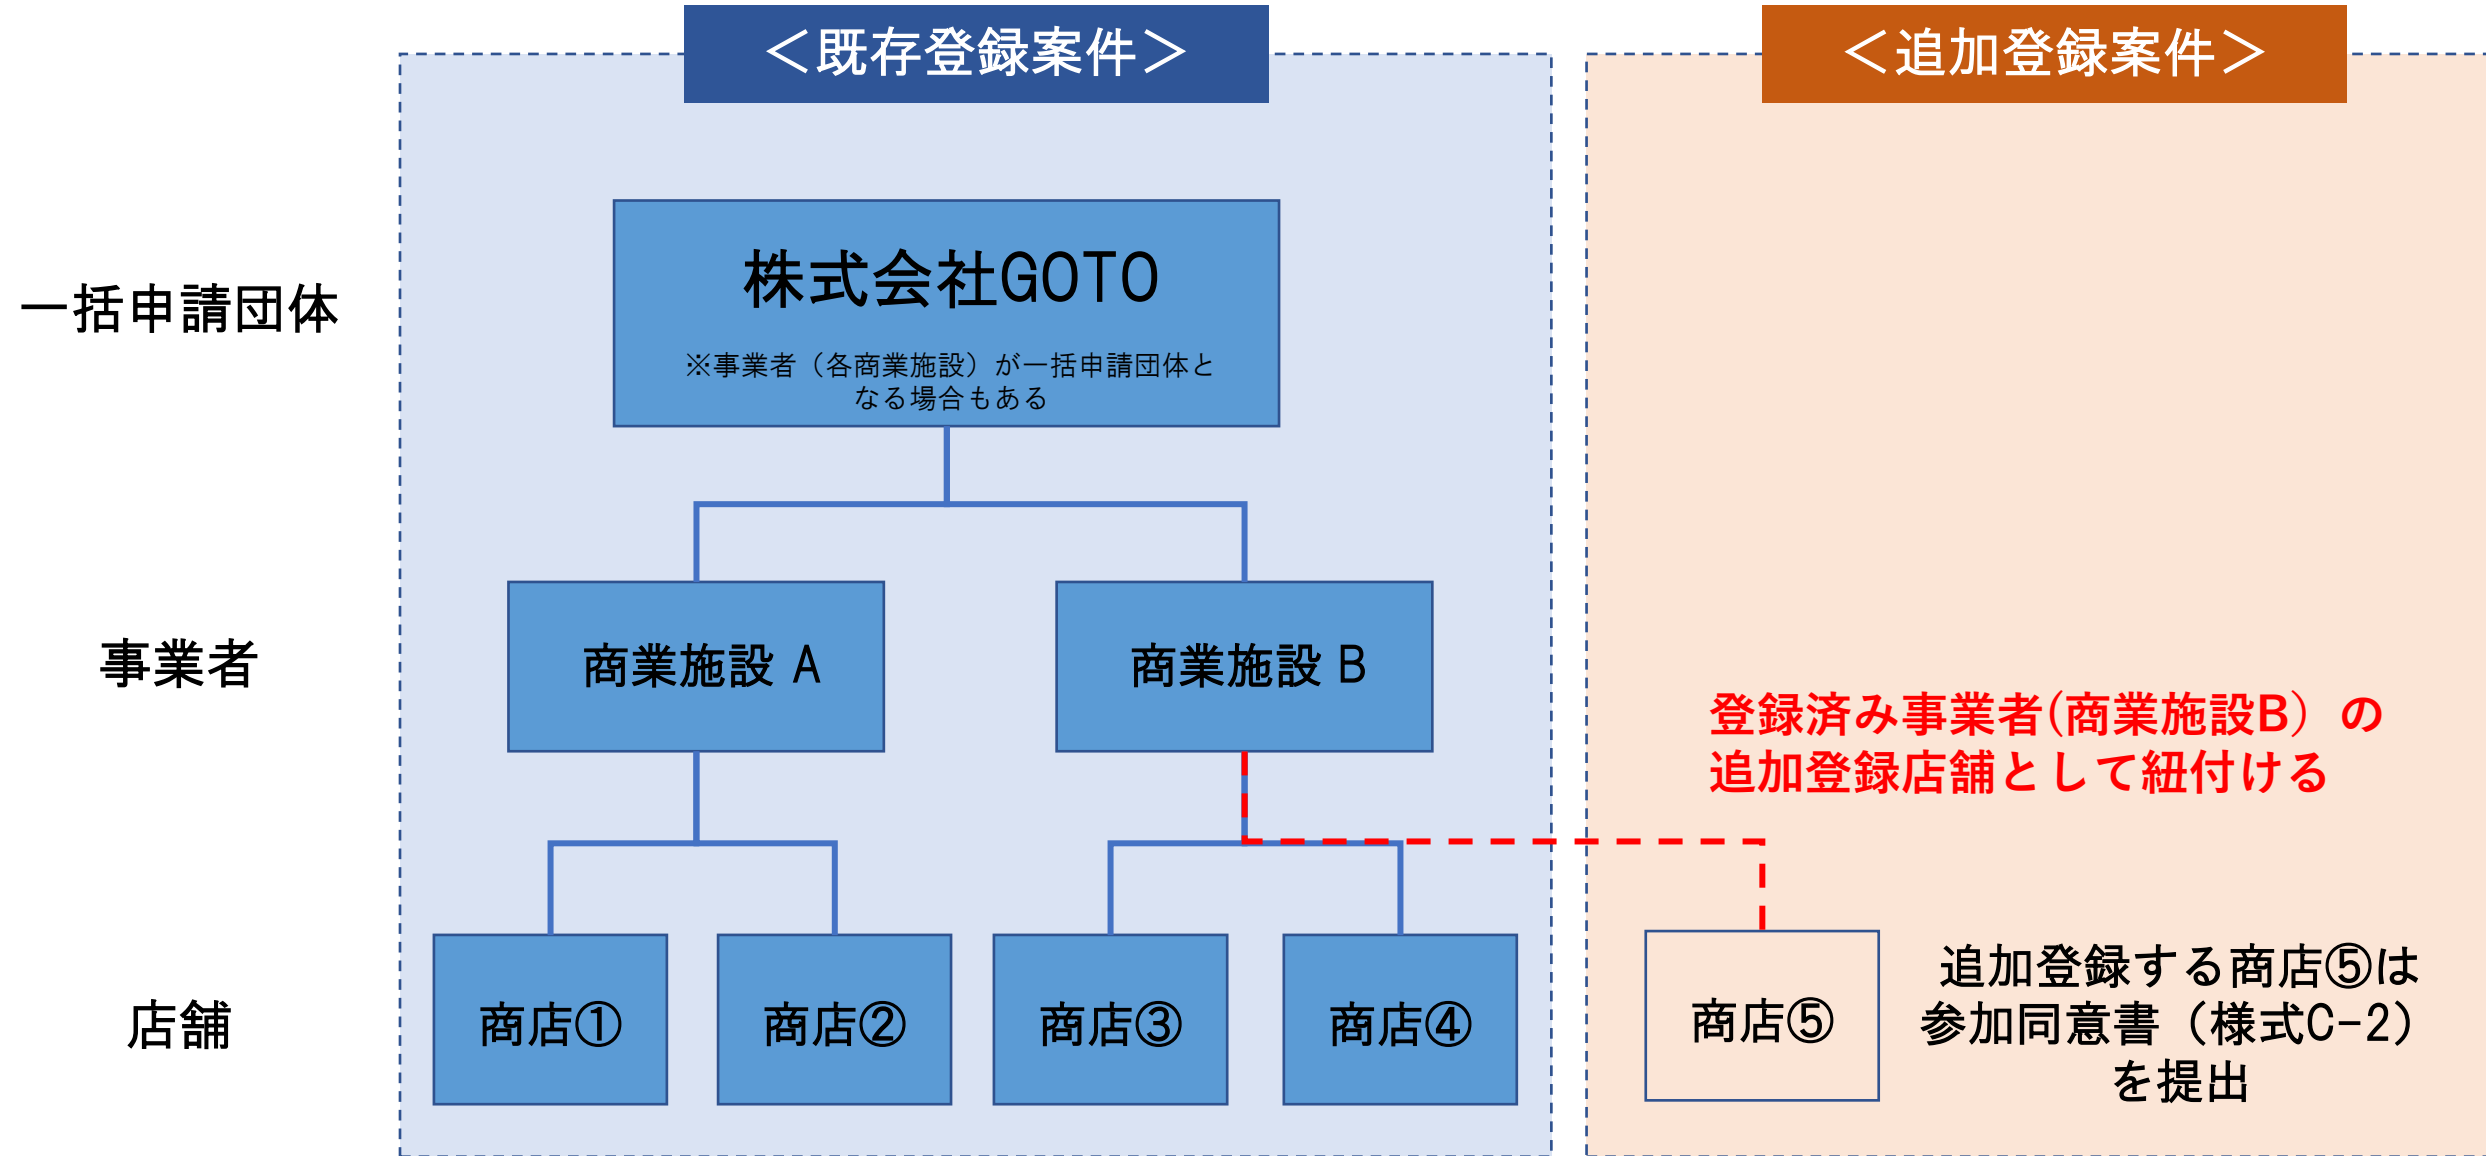 ＜既存登録案件＞
＜追加登録案件＞
一括申請団体
株式会社GOTO
※事業者（各商業施設）が一括申請団体と
なる場合もある
事業者
商業施設 A
商業施設 B
登録済み事業者(商業施設B）の
追加登録店舗として紐付ける
店舗
商店①
商店②
商店③
商店④
商店⑤
追加登録する商店⑤は
参加同意書（様式C-2）
を提出